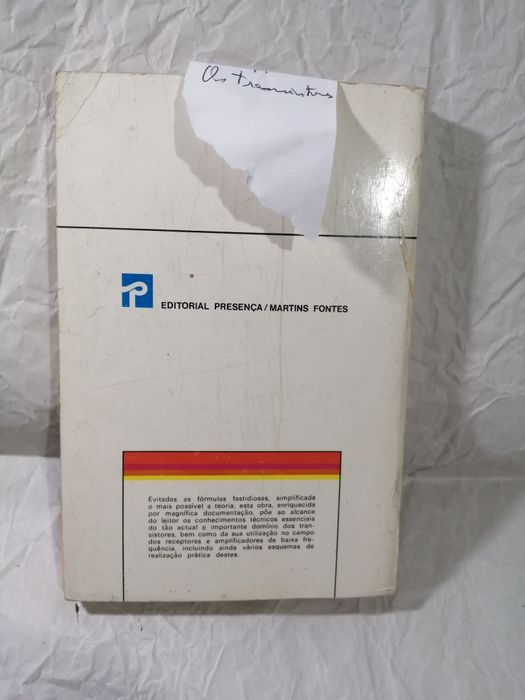 Os transistores
EDITORIAL PRESENÇA / MARTINS FONTES
Evitadas as fórmulas fastidiosas, simplificada
o mais possível a teoria, esta obra, enriquecida
por magnífica documentação, põe ao alcance
do leitor os conhecimentos técnicos essenciais
do tão actual e importante domínio dos tran-
sistores, bem como da sua utilização no campo
dos receptores e amplificadores de baixa fre-
quência, incluindo ainda vários esquemas de
realização prática destes.